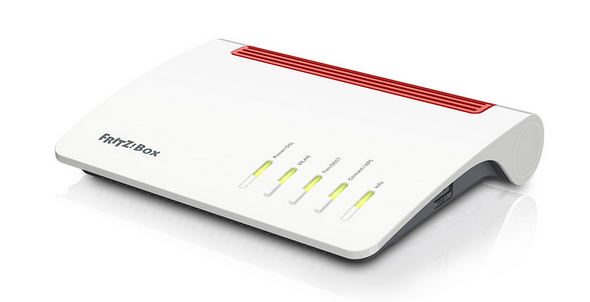 FRITZ!Box
Power/DSL
WLAN
Fon/DECT
Connect/WPS
Info